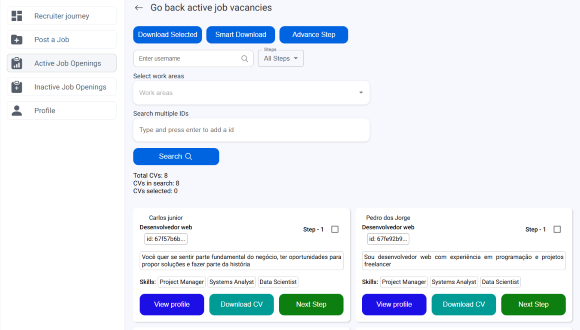 Recruiter journey
Post a Job
Active Job Openings
Inactive Job Openings
Profile
← Go back active job vacancies
Download Selected
Smart Download
Advance Step
Enter username
Steps
All Steps
Select work areas
Work areas
Search multiple IDs
Type and press enter to add a id
Search
Total CVs: 8
CVs in search: 8
CVs selected: 0
Carlos junior
Desenvolvedor web
Step - 1
id: 67f57b6b...
Você quer se sentir parte fundamental do negócio, ter oportunidades para
propor soluções e fazer parte da história
Skills: Project Manager Systems Analyst Data Scientist
View profile
Download CV
Next Step
Pedro dos Jorge
Desenvolvedor web
Step - 1
id: 67fe92b9...
Sou desenvolvedor web com experiência em programação e projetos
freelancer
Skills: Project Manager Systems Analyst Data Scientist
View profile
Download CV
Next Step